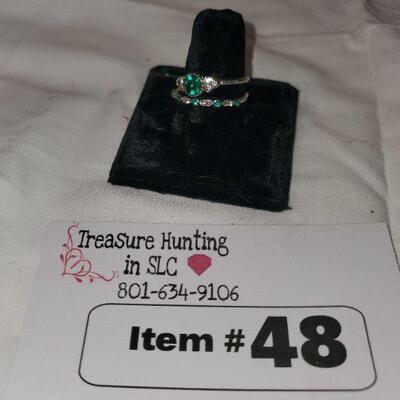 Treasure Hunting
in SLC
801-634-9106
Item #48